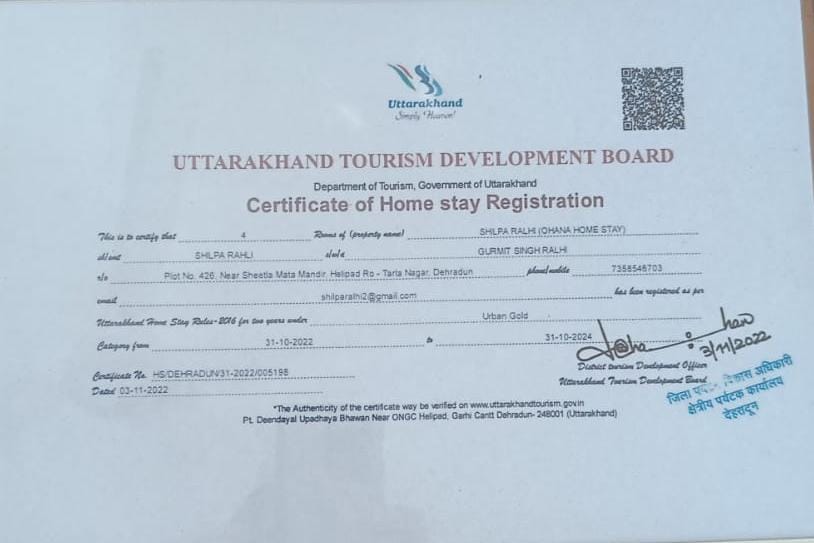 Uttarakhand
Simply Heaven!
UTTARAKHAND TOURISM DEVELOPMENT BOARD
Department of Tourism, Government of Uttarakhand
Certificate of Home stay Registration
This is to certify that 4 Rooms of (property name) SHILPA RALHI (OHANA HOME STAY)
SHILPA RAHLI s/w/d GURMIT SINGH RALHI
r/o Plot No. 426, Near Sheetla Mata Mandir, Helipad Ro - Tarla Nagar, Dehradun phone/mobile 7358546703
email shilparalhi2@gmail.com has been registered as per
Uttarakhand Home Stay Rules-2016 for two years under Urban Gold
Category from 31-10-2022 to 31-10-2024
Certificate No. HS/DEHRADUN/31-2022/005198
Dated 03-11-2022
3/11/2022
District tourism Development Officer
Uttarakhand Tourism Development Board
जिला पर्यटन विकास अधिकारी
क्षेत्रीय पर्यटक कार्यालय
देहरादून
*The Authenticity of the certificate way be verified on www.uttarakhandtourism.gov.in
Pt. Deendayal Upadhaya Bhawan Near ONGC Helipad, Garhi Cantt Dehradun- 248001 (Uttarakhand)